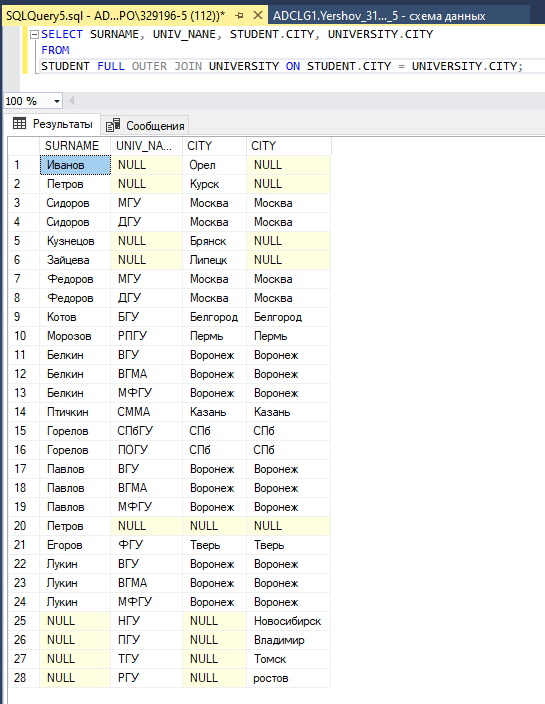 SQLQuery5.sql - AD...PO\329196-5 (112))* ADCLG1.Yershov_31..._5 - схема данных
SELECT SURNAME, UNIV_NANE, STUDENT.CITY, UNIVERSITY.CITY
FROM
STUDENT FULL OUTER JOIN UNIVERSITY ON STUDENT.CITY = UNIVERSITY.CITY;
100 %
Результаты Сообщения
SURNAME UNIV_NA... CITY CITY
1 Иванов NULL Орел NULL
2 Петров NULL Курск NULL
3 Сидоров МГУ Москва Москва
4 Сидоров ДГУ Москва Москва
5 Кузнецов NULL Брянск NULL
6 Зайцева NULL Липецк NULL
7 Федоров МГУ Москва Москва
8 Федоров ДГУ Москва Москва
9 Котов БГУ Белгород Белгород
10 Морозов РПГУ Пермь Пермь
11 Белкин ВГУ Воронеж Воронеж
12 Белкин ВГМА Воронеж Воронеж
13 Белкин МФГУ Воронеж Воронеж
14 Птичкин СММА Казань Казань
15 Горелов СПбГУ СПб СПб
16 Горелов ПОГУ СПб СПб
17 Павлов ВГУ Воронеж Воронеж
18 Павлов ВГМА Воронеж Воронеж
19 Павлов МФГУ Воронеж Воронеж
20 Петров NULL NULL NULL
21 Егоров ФГУ Тверь Тверь
22 Лукин ВГУ Воронеж Воронеж
23 Лукин ВГМА Воронеж Воронеж
24 Лукин МФГУ Воронеж Воронеж
25 NULL НГУ NULL Новосибирск
26 NULL ПГУ NULL Владимир
27 NULL ТГУ NULL Томск
28 NULL РГУ NULL ростов